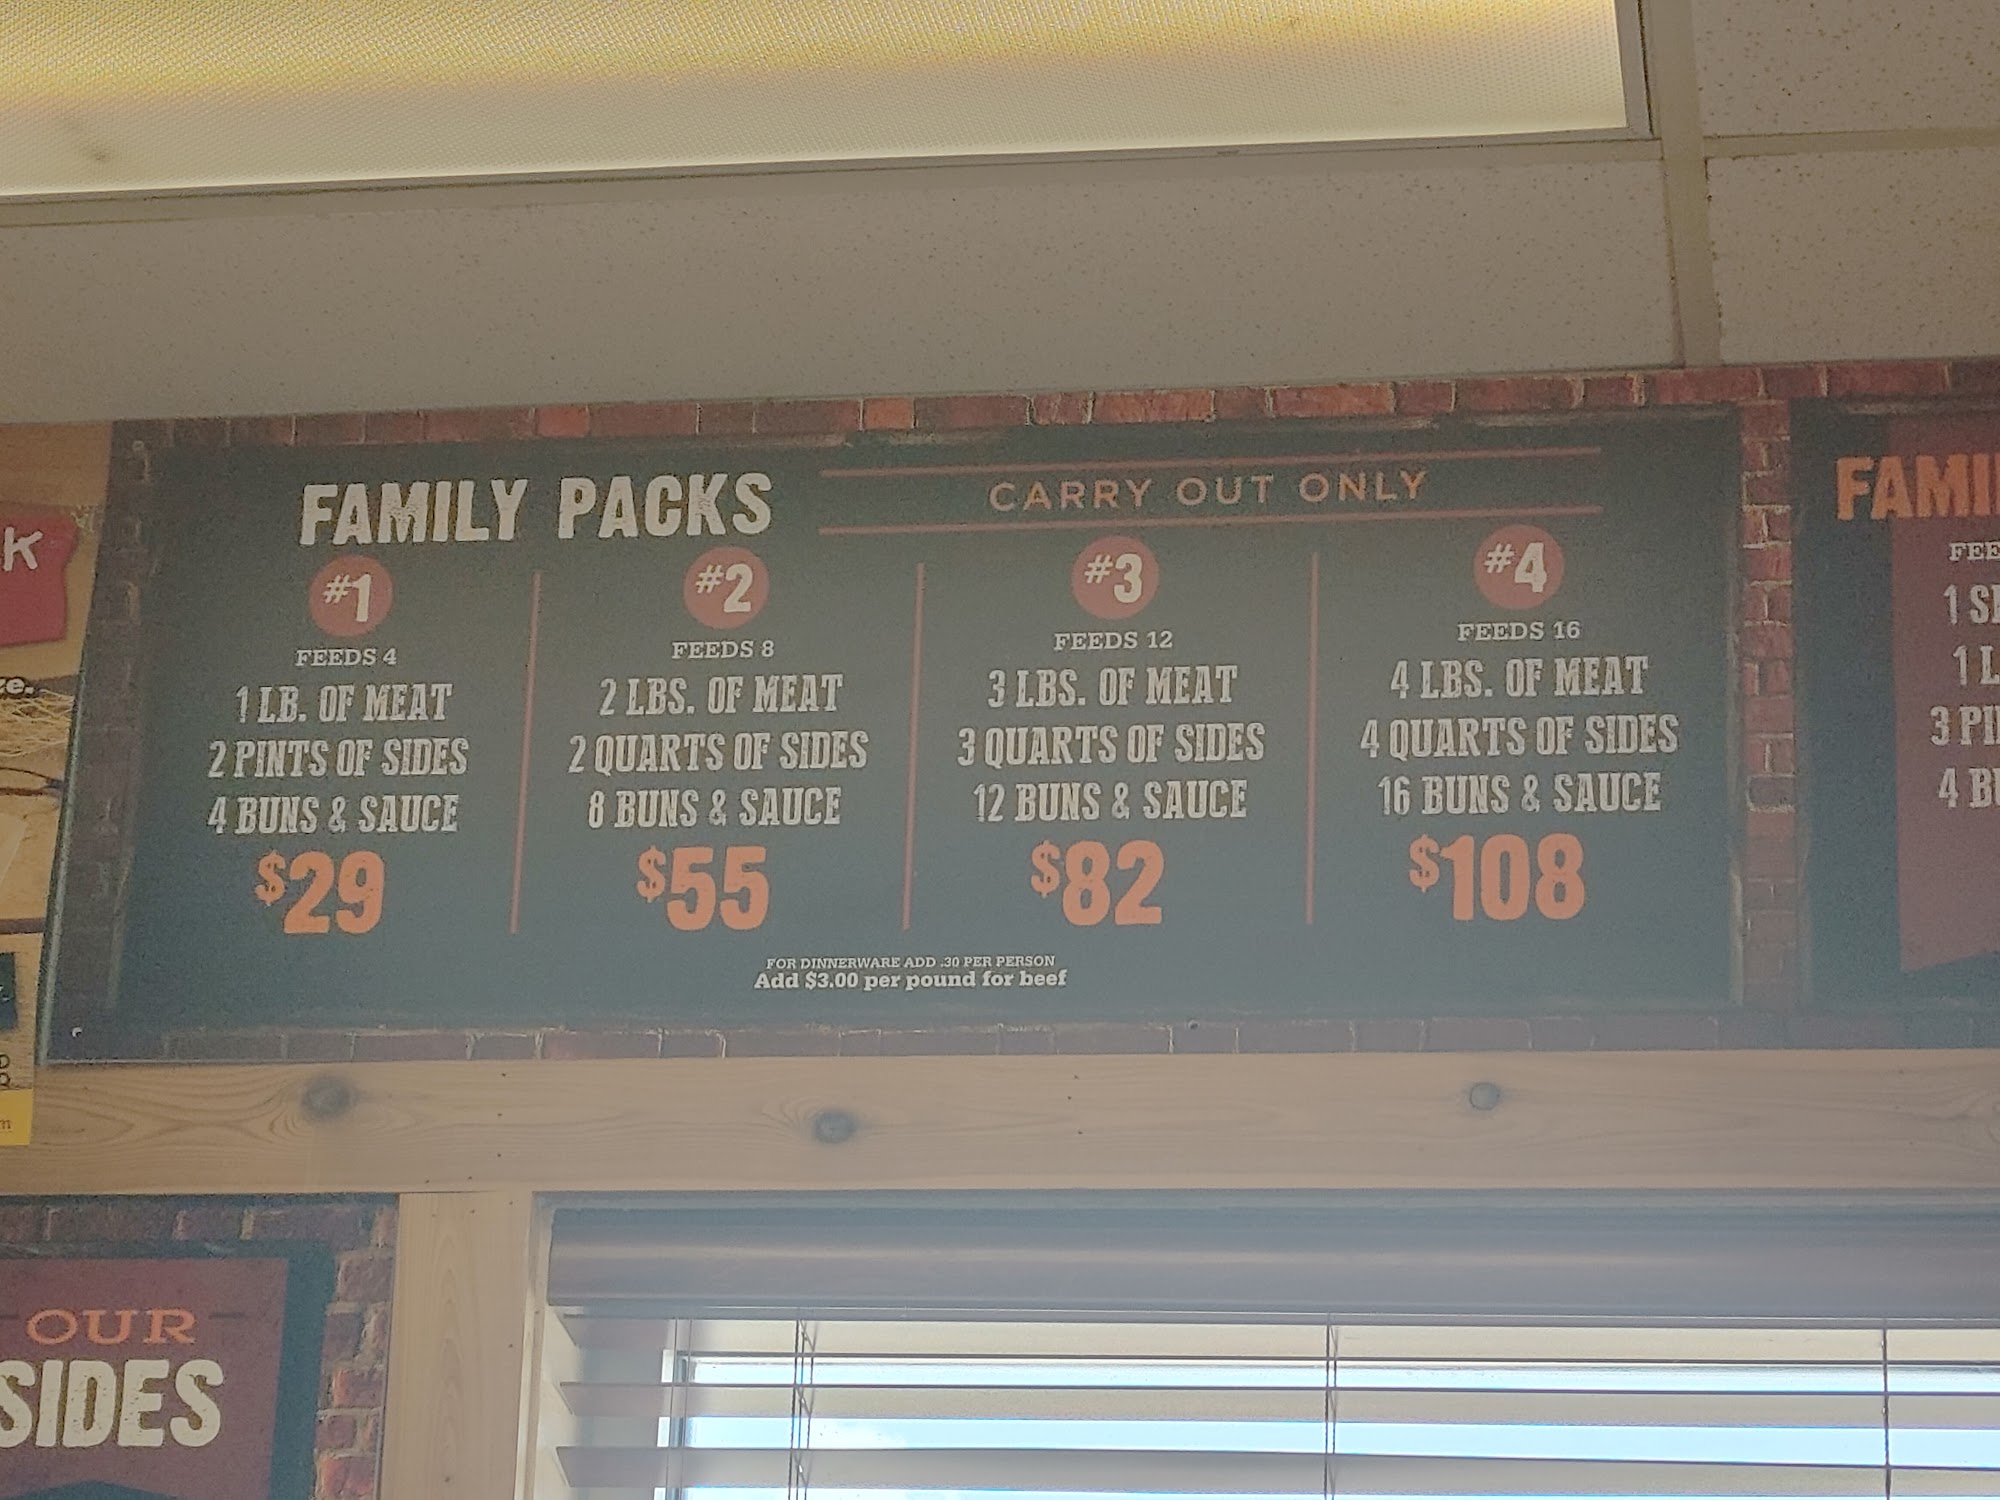 FAMILY PACKS
CARRY OUT ONLY
#1
FEEDS 4
1 LB. OF MEAT
2 PINTS OF SIDES
4 BUNS & SAUCE
$29
#2
FEEDS 8
2 LBS. OF MEAT
2 QUARTS OF SIDES
8 BUNS & SAUCE
$55
#3
FEEDS 12
3 LBS. OF MEAT
3 QUARTS OF SIDES
12 BUNS & SAUCE
$82
#4
FEEDS 16
4 LBS. OF MEAT
4 QUARTS OF SIDES
16 BUNS & SAUCE
$108
FOR DINNERWARE ADD .30 PER PERSON
Add $3.00 per pound for beef
OUR
SIDES